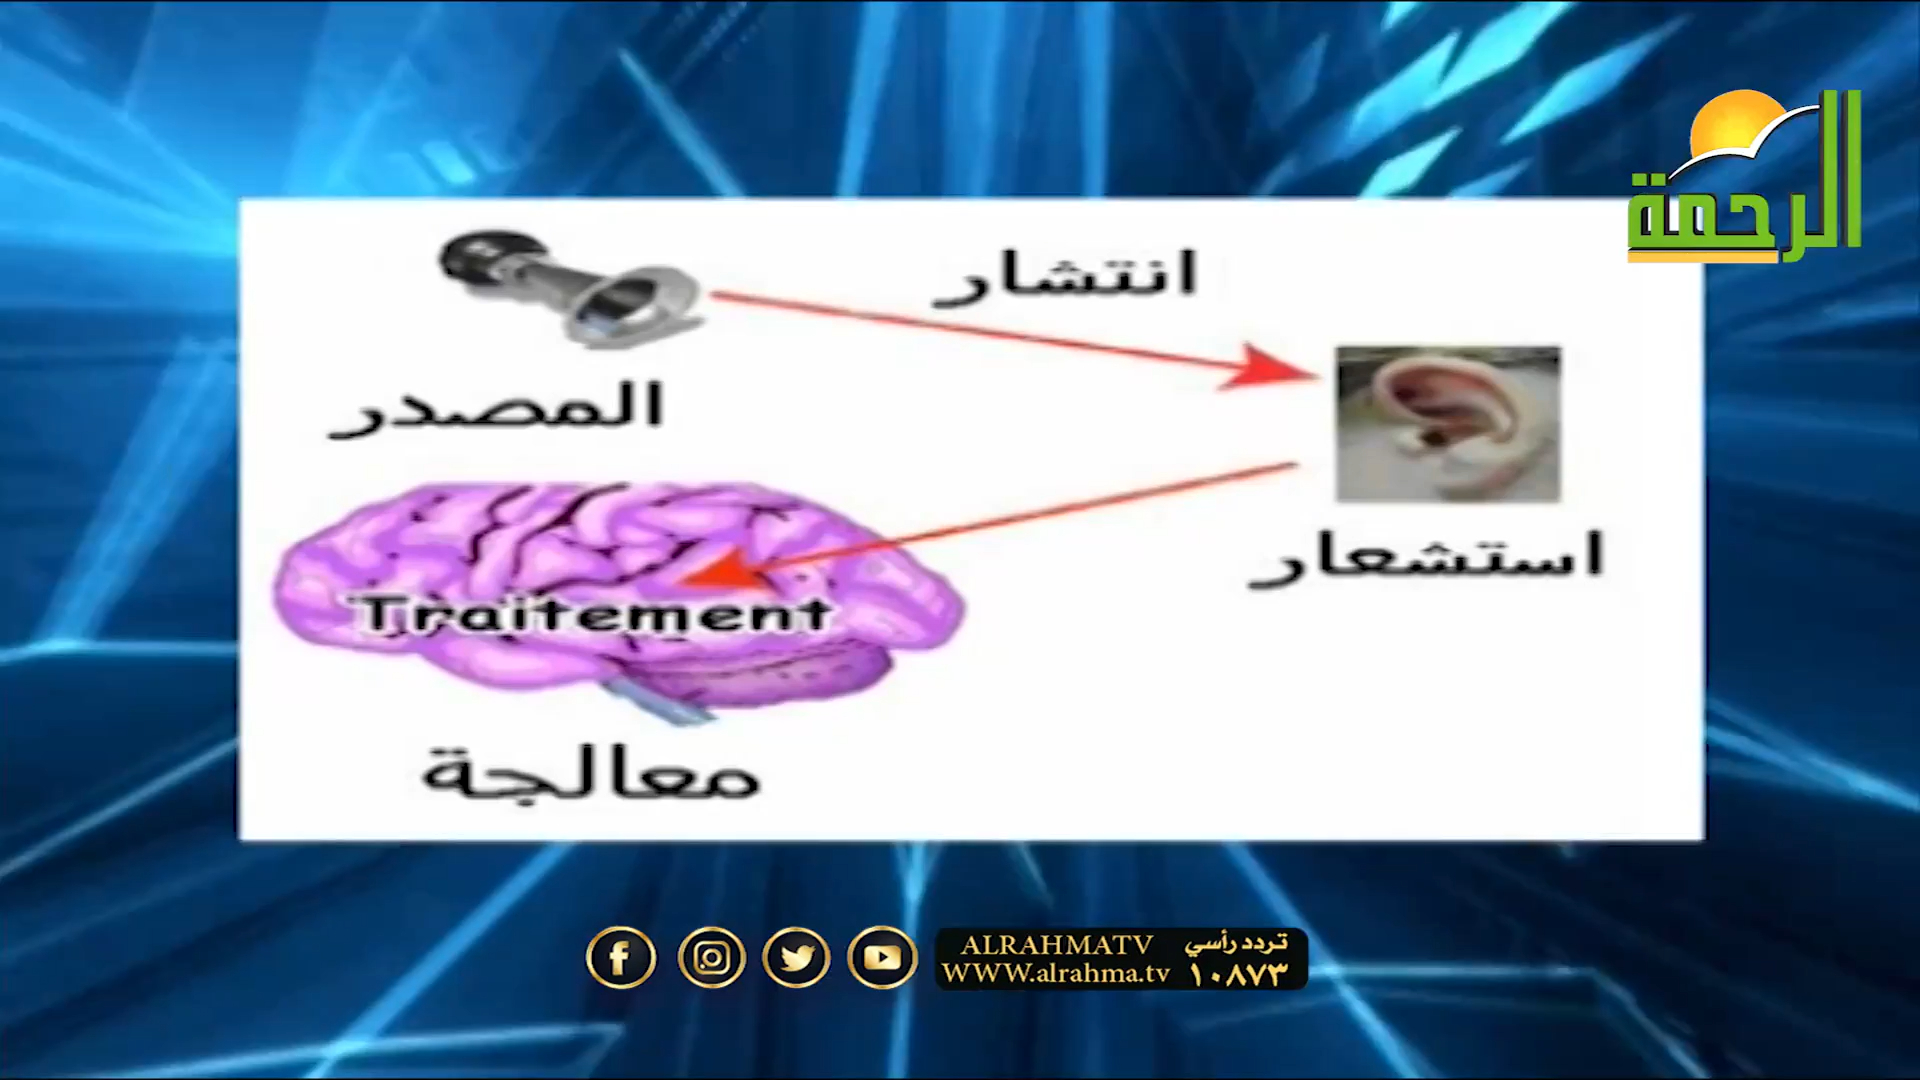 الرحمة
انتشار
المصدر
استشعار
Traitement
معالجة
ALRAHMATV تردد رأسي
WWW.alrahma.tv ١٠٨٧٣